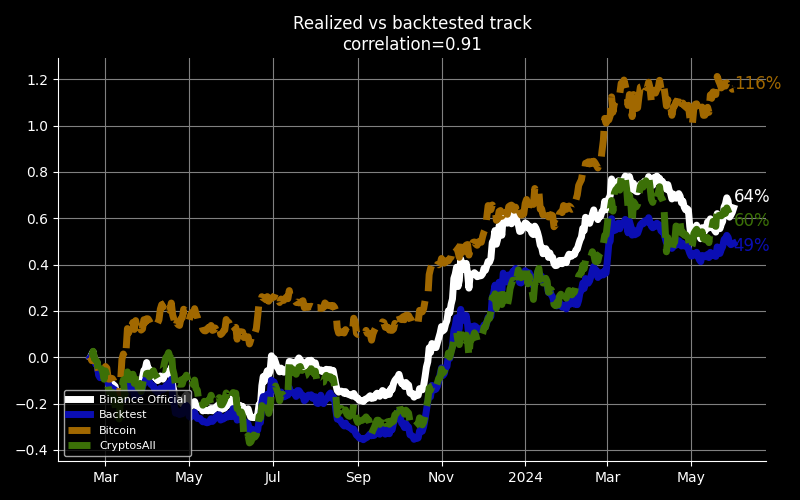 Realized vs backtested track
correlation=0.91
1.2
1.0
0.8
0.6
0.4
0.2
0.0
−0.2
−0.4
116%
64%
60%
49%
Binance Official
Backtest
Bitcoin
CryptosAll
Mar May Jul Sep Nov 2024 Mar May